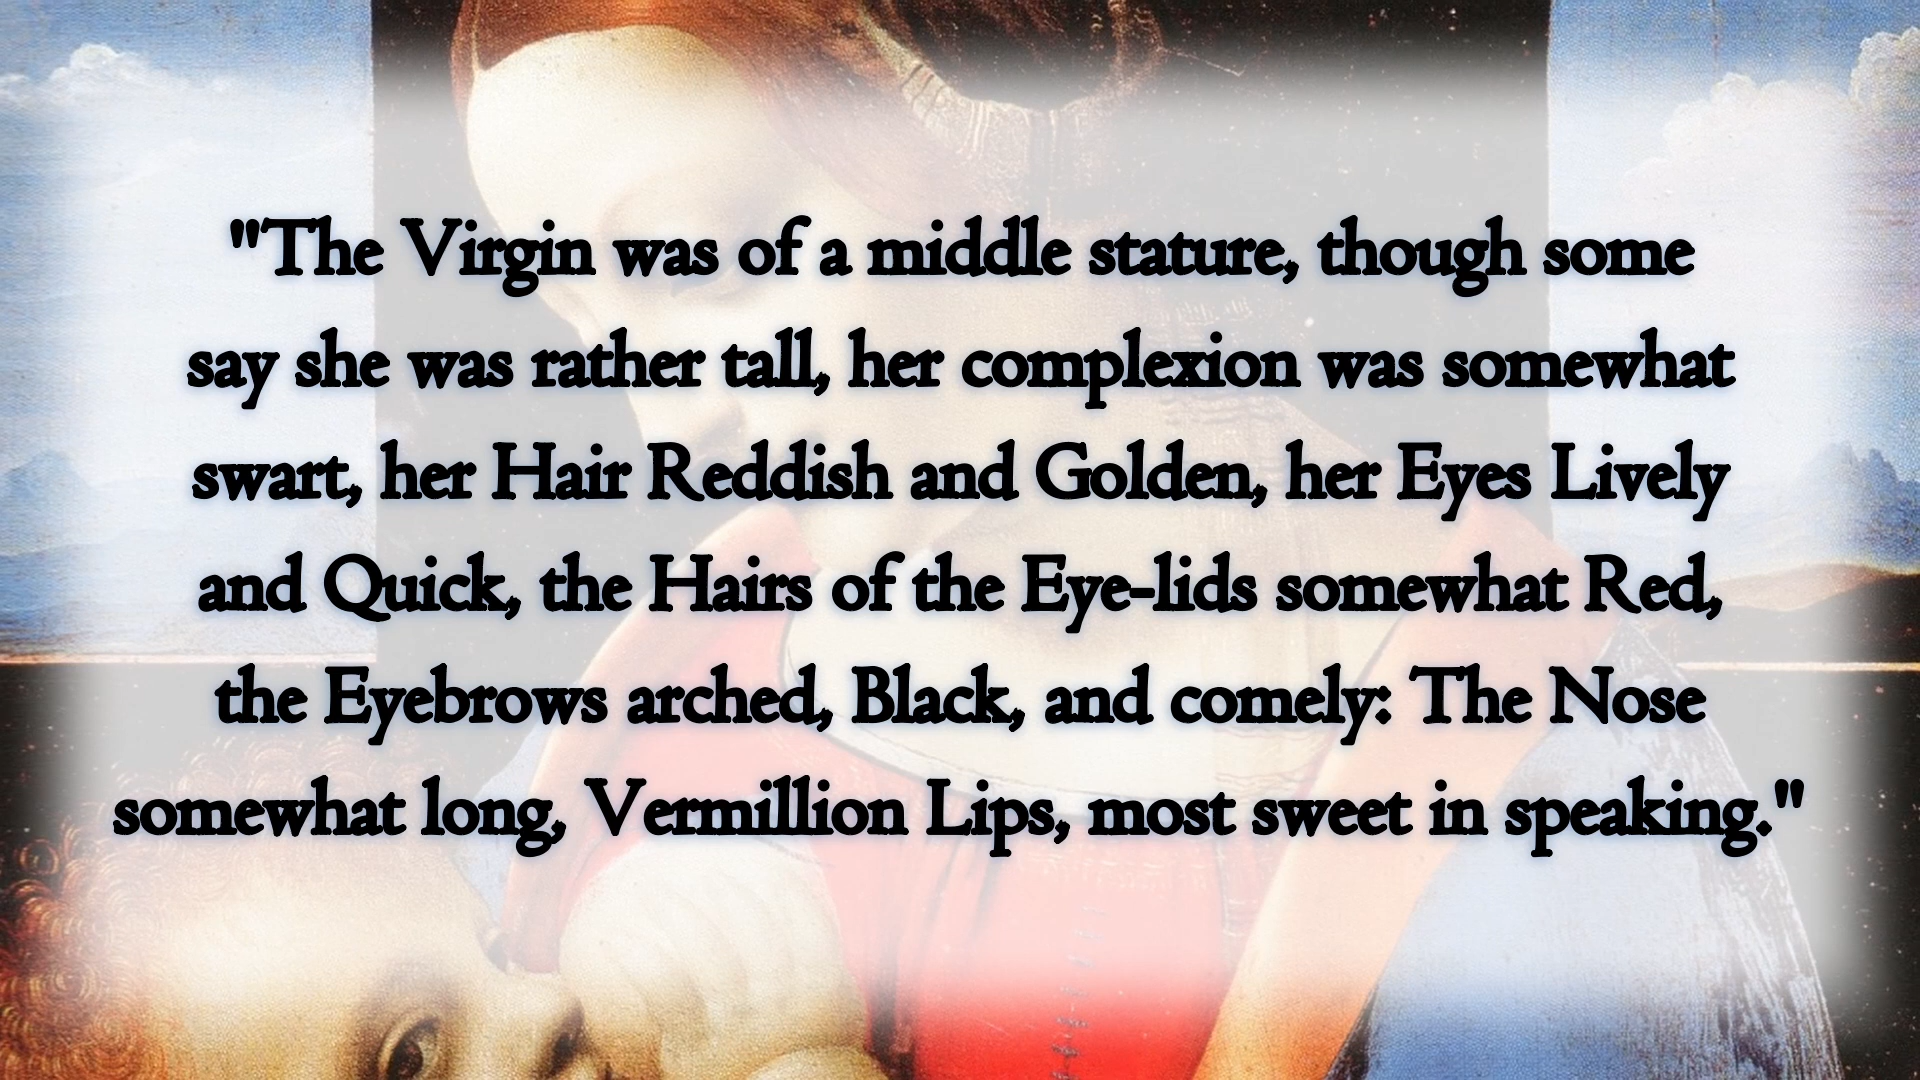 "The Virgin was of a middle stature, though some
say she was rather tall, her complexion was somewhat
swart, her Hair Reddish and Golden, her Eyes Lively
and Quick, the Hairs of the Eye-lids somewhat Red,
the Eyebrows arched, Black, and comely: The Nose
somewhat long, Vermillion Lips, most sweet in speaking."